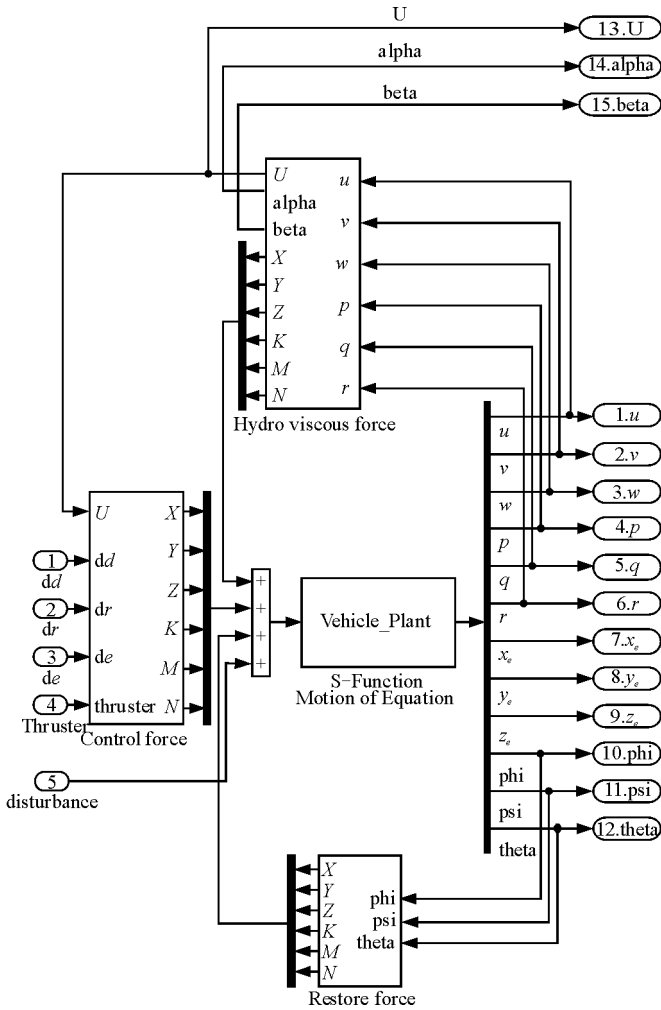 U
13.U
alpha
14.alpha
beta
15.beta
U
alpha
beta
X
Y
Z
K
M
N
u
v
w
p
q
r
Hydro viscous force
U
dd
dr
de
thruster
X
Y
Z
K
M
N
Control force
1
dd
2
dr
3
de
4
Thruster
5
disturbance
+
+
+
+
Vehicle_Plant
S-Function
Motion of Equation
u
v
w
p
q
r
xe
ye
ze
phi
psi
theta
1.u
2.v
3.w
4.p
5.q
6.r
7.xe
8.ye
9.ze
10.phi
11.psi
12.theta
X
Y
Z
K
M
N
phi
psi
theta
Restore force